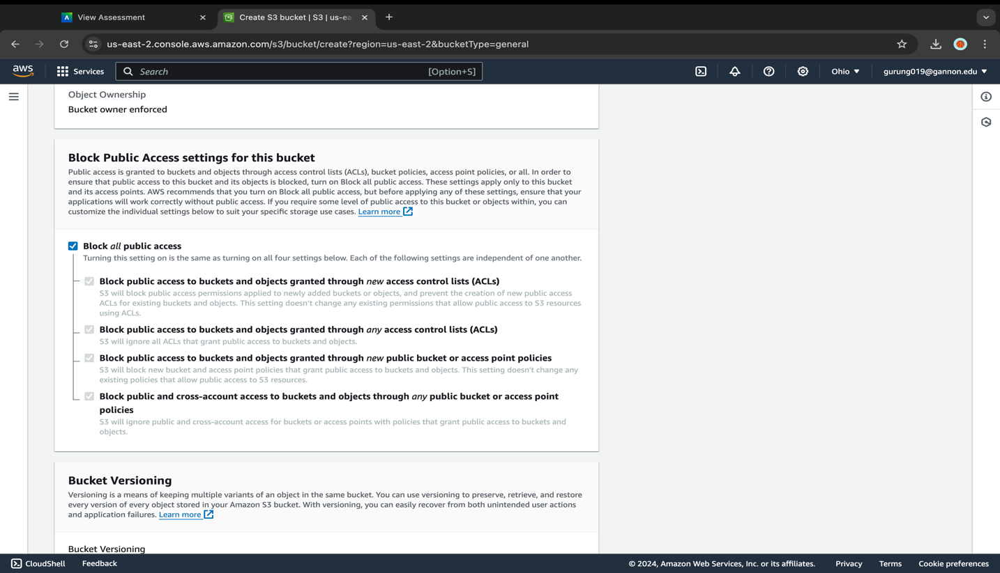 View Assessment
Create S3 bucket | S3 | us-ea
us-east-2.console.aws.amazon.com/s3/bucket/create?region=us-east-2&bucketType=general
aws
Services
Search
[Option+S]
Ohio
gurung019@gannon.edu
Object Ownership
Bucket owner enforced
Block Public Access settings for this bucket
Public access is granted to buckets and objects through access control lists (ACLs), bucket policies, access point policies, or all. In order to
ensure that public access to this bucket and its objects is blocked, turn on Block all public access. These settings apply only to this bucket
and its access points. AWS recommends that you turn on Block all public access, but before applying any of these settings, ensure that your
applications will work correctly without public access. If you require some level of public access to this bucket or objects within, you can
customize the individual settings below to suit your specific storage use cases. Learn more
Block all public access
Turning this setting on is the same as turning on all four settings below. Each of the following settings are independent of one another.
Block public access to buckets and objects granted through new access control lists (ACLs)
S3 will block public access permissions applied to newly added buckets or objects, and prevent the creation of new public access
ACLs for existing buckets and objects. This setting doesn't change any existing permissions that allow public access to S3 resources
using ACLs.
Block public access to buckets and objects granted through any access control lists (ACLs)
S3 will ignore all ACLs that grant public access to buckets and objects.
Block public access to buckets and objects granted through new public bucket or access point policies
S3 will block new bucket and access point policies that grant public access to buckets and objects. This setting doesn't change any
existing policies that allow public access to S3 resources.
Block public and cross-account access to buckets and objects through any public bucket or access point
policies
S3 will ignore public and cross-account access for buckets or access points with policies that grant public access to buckets and
objects.
Bucket Versioning
Versioning is a means of keeping multiple variants of an object in the same bucket. You can use versioning to preserve, retrieve, and restore
every version of every object stored in your Amazon S3 bucket. With versioning, you can easily recover from both unintended user actions
and application failures. Learn more
Bucket Versioning
CloudShell
Feedback
© 2024, Amazon Web Services, Inc. or its affiliates.
Privacy
Terms
Cookie preferences